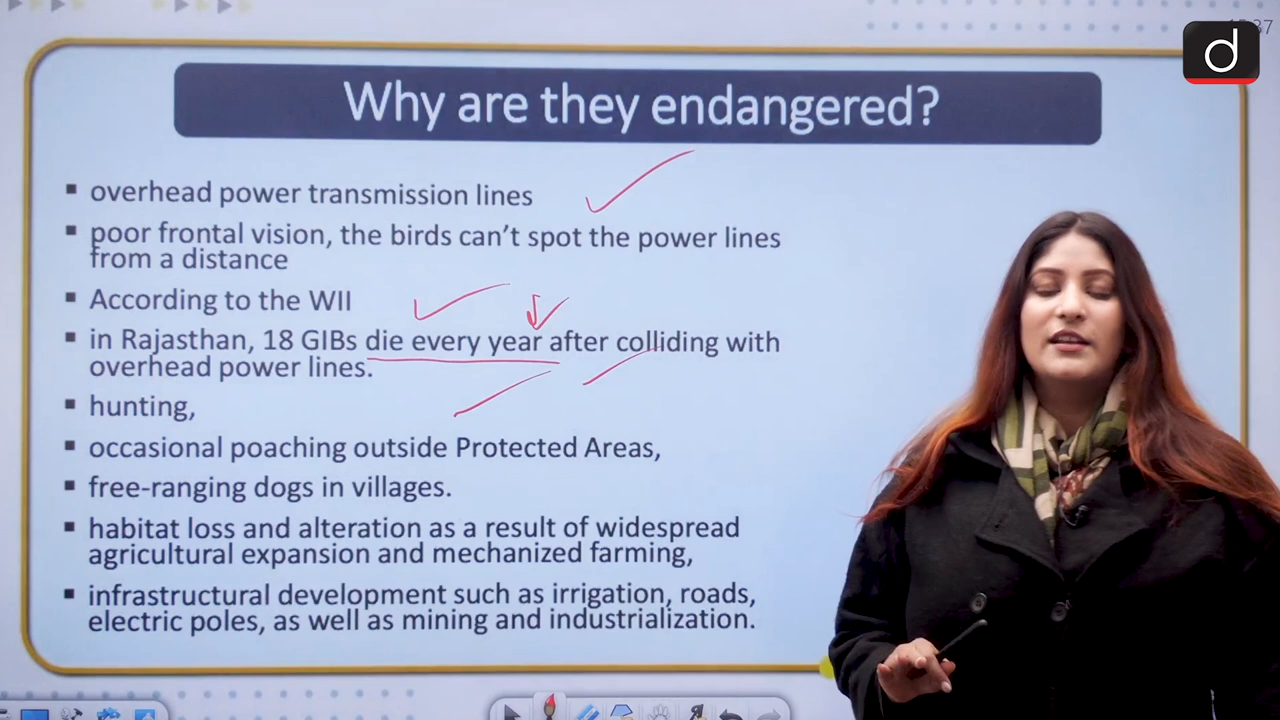 Why are they endangered?
overhead power transmission lines
poor frontal vision, the birds can't spot the power lines
from a distance
According to the WII
in Rajasthan, 18 GIBs die every year after colliding with
overhead power lines.
hunting,
occasional poaching outside Protected Areas,
free-ranging dogs in villages.
habitat loss and alteration as a result of widespread
agricultural expansion and mechanized farming,
infrastructural development such as irrigation, roads,
electric poles, as well as mining and industrialization.
d